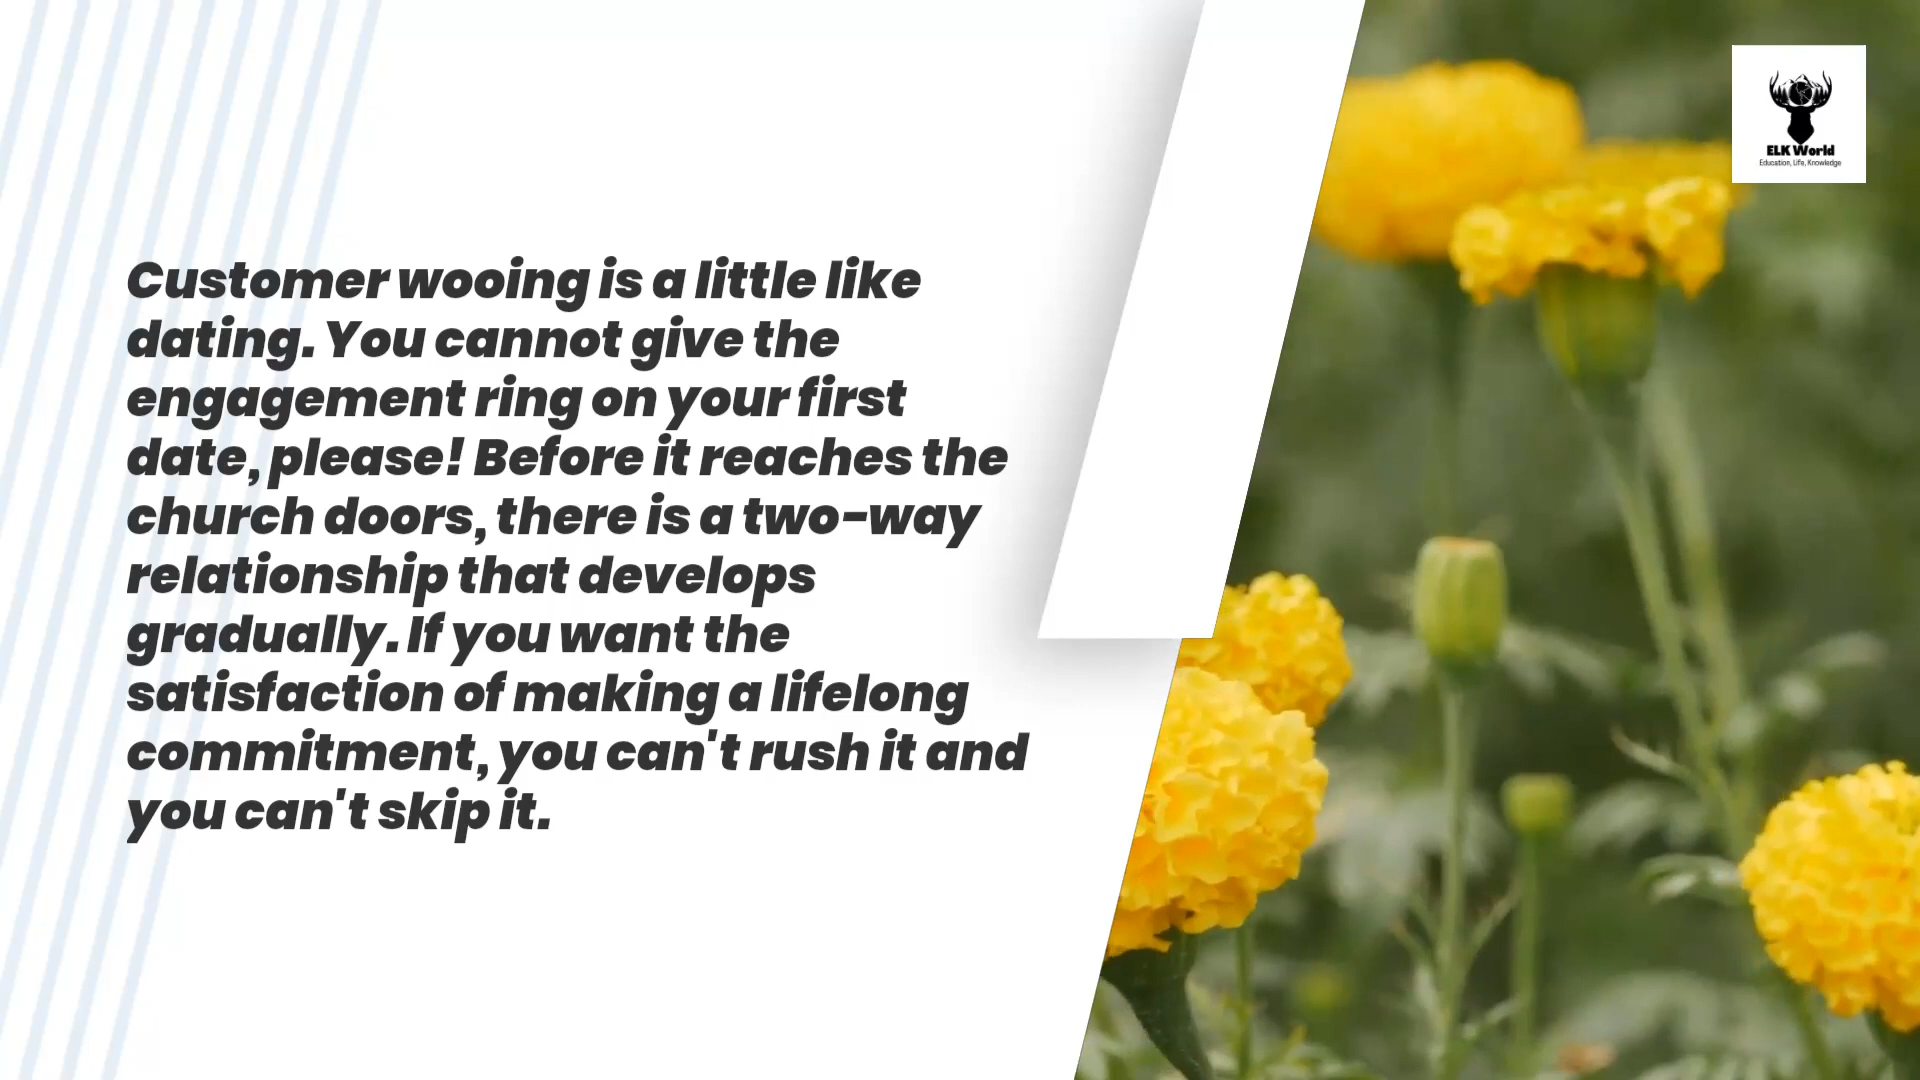 Customer wooing is a little like
dating. You cannot give the
engagement ring on your first
date, please! Before it reaches the
church doors, there is a two-way
relationship that develops
gradually. If you want the
satisfaction of making a lifelong
commitment, you can't rush it and
you can't skip it.
ELK World
Education, Life, Knowledge